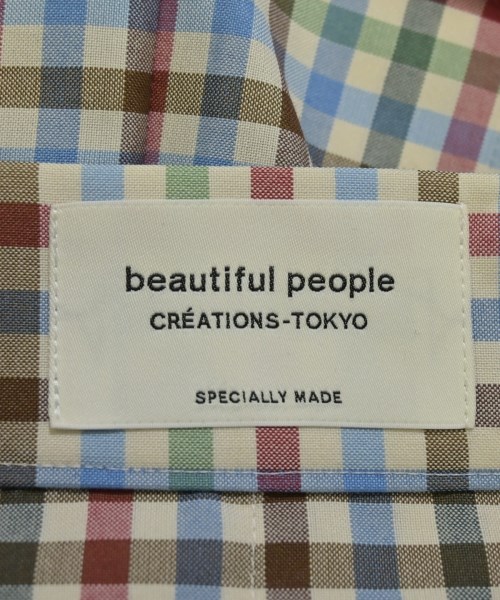 beautiful people
CRÉATIONS-TOKYO
SPECIALLY MADE